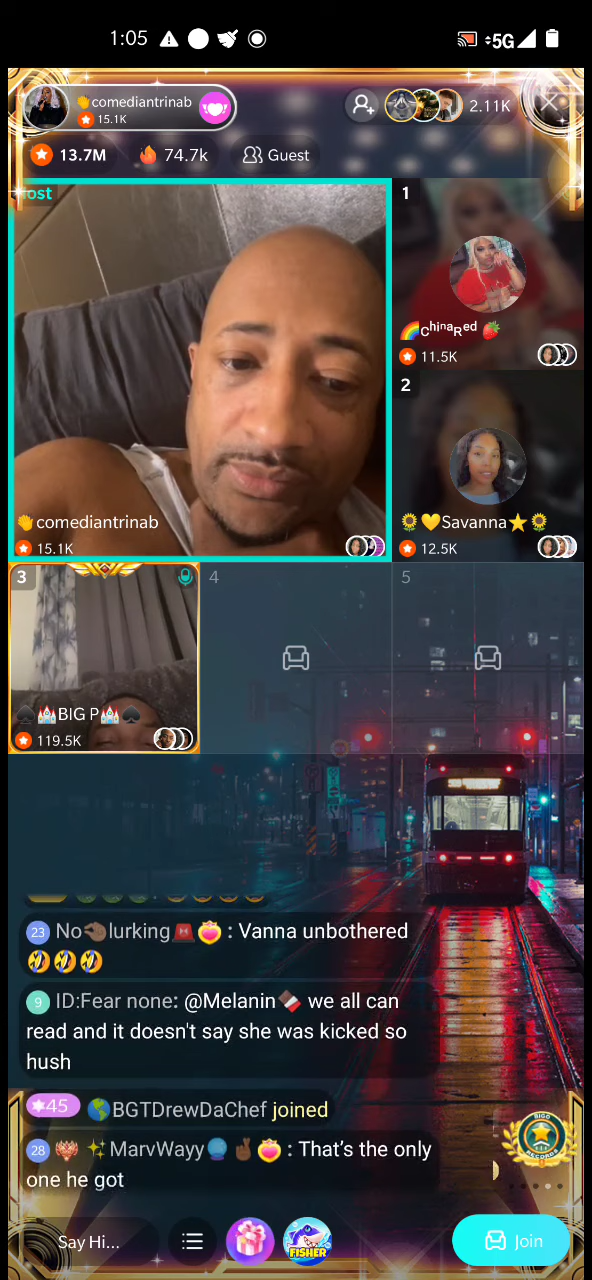 1:05
5G
👋comediantrinab
15.1K
2.11K
13.7M
74.7k
Guest
ost
1
🌈ChinaRed 🍓
11.5K
2
🌻💛Savanna⭐🌻
12.5K
👋comediantrinab
15.1K
3
♠️🏰BIG P🏰♠️
119.5K
4
5
23 No🤏🏾lurking🚨🍑 : Vanna unbothered
🤣🤣🤣
9 ID:Fear none: @Melanin🍫 we all can
read and it doesn't say she was kicked so
hush
45 🌎BGTDrewDaChef joined
28 ✨MarvWayy🔮🤞🏾🍑 : That's the only
one he got
BIGO
RECORDS
Say Hi...
FISHER
Join